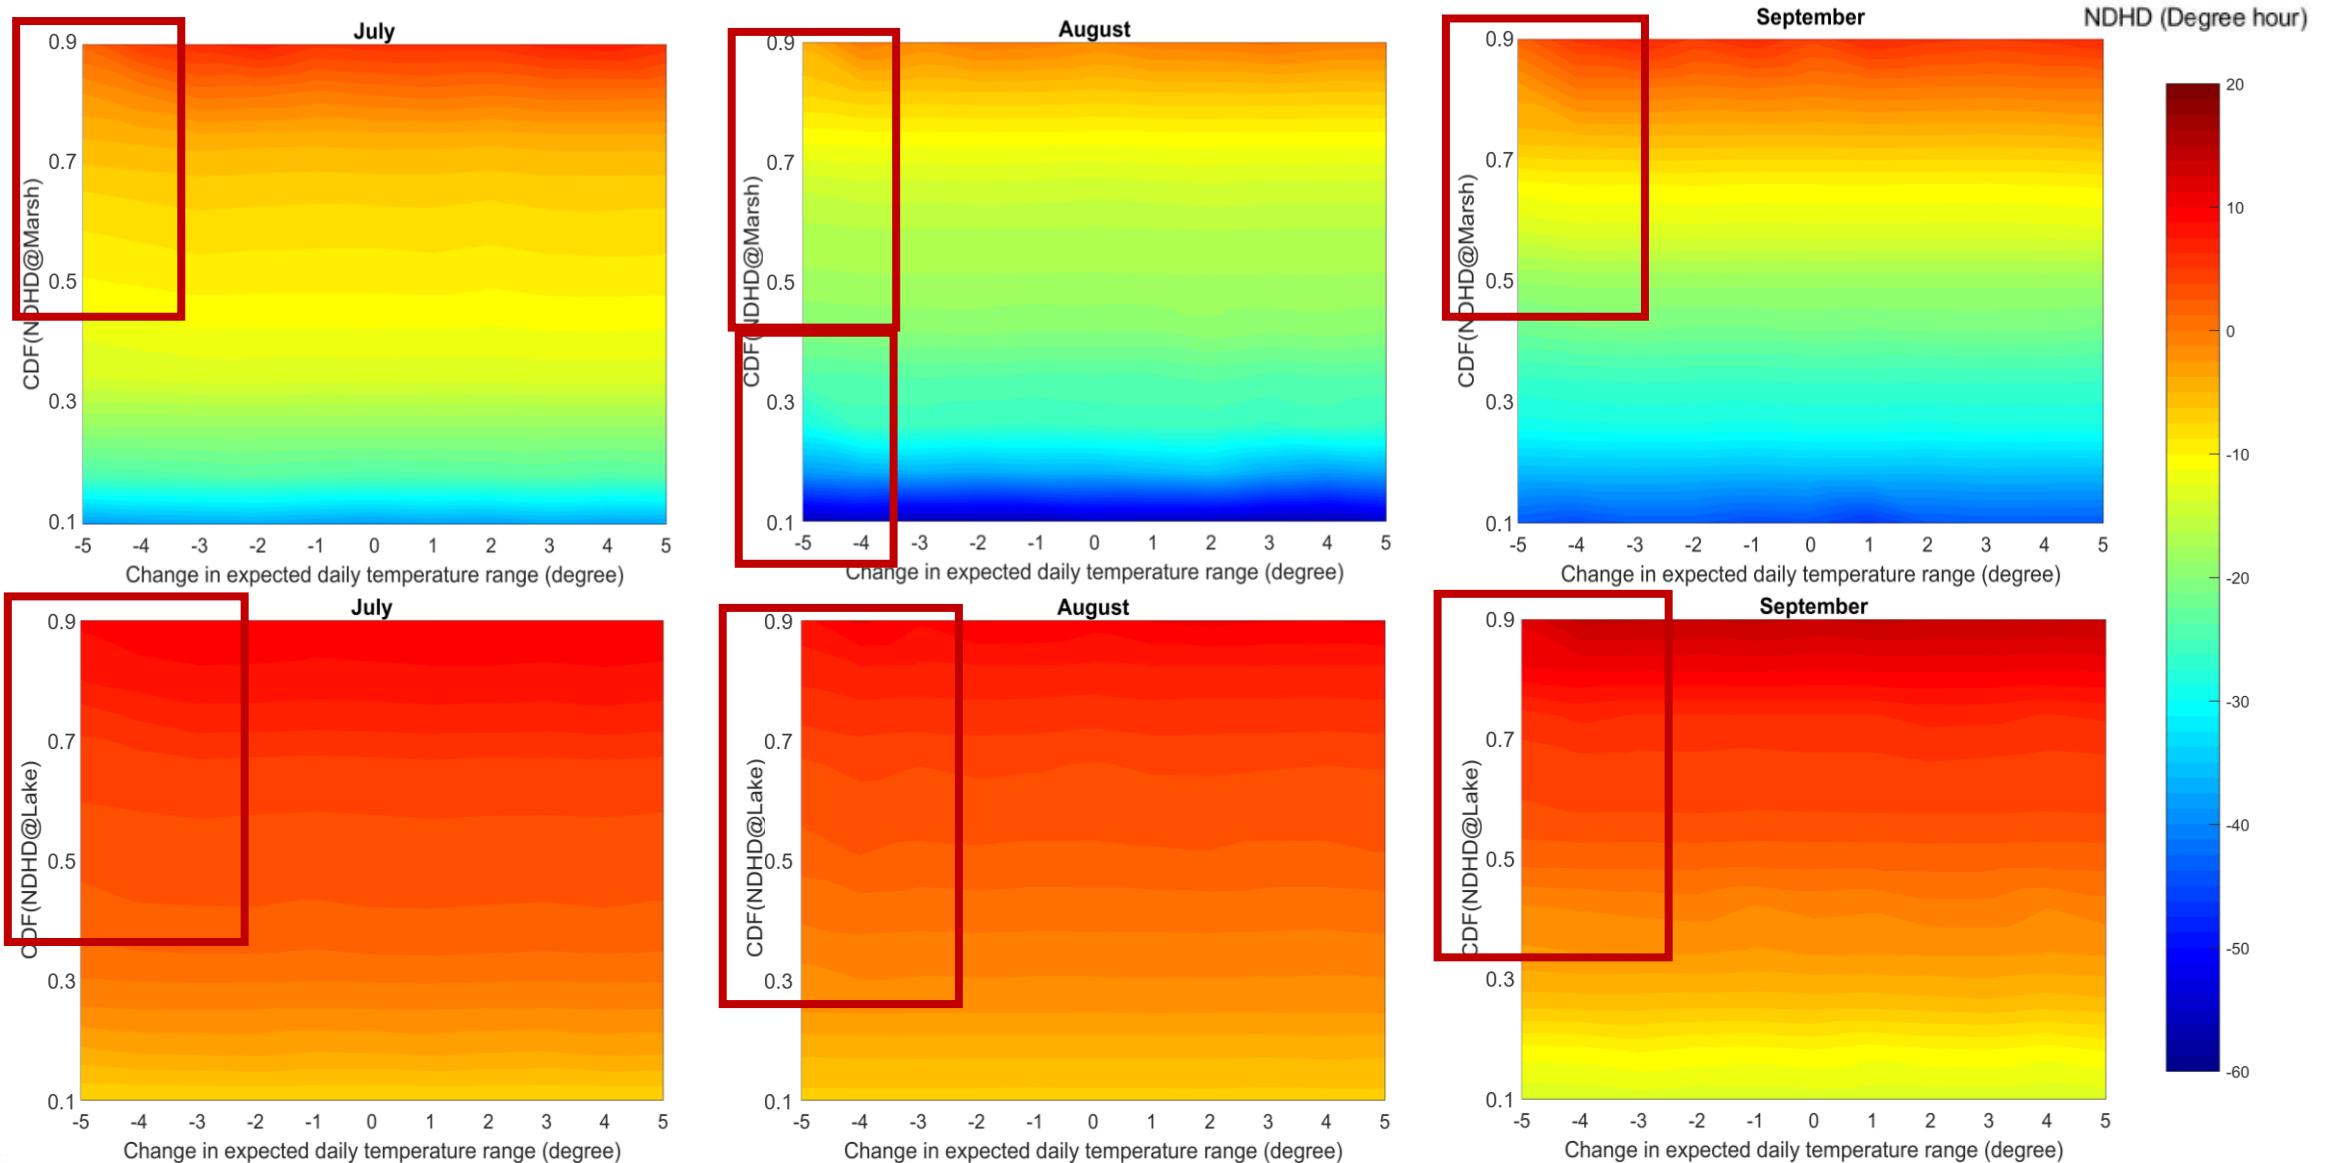 July
August
September
NDHD (Degree hour)
0.9
0.7
0.5
0.3
0.1
CDF(NDHD@Marsh)
-5 -4 -3 -2 -1 0 1 2 3 4 5
Change in expected daily temperature range (degree)
0.9
0.7
0.5
0.3
0.1
CDF(NDHD@Marsh)
-5 -4 -3 -2 -1 0 1 2 3 4 5
Change in expected daily temperature range (degree)
0.9
0.7
0.5
0.3
0.1
CDF(NDHD@Marsh)
-5 -4 -3 -2 -1 0 1 2 3 4 5
Change in expected daily temperature range (degree)
20
10
0
-10
-20
-30
-40
-50
-60
July
August
September
0.9
0.7
0.5
0.3
0.1
CDF(NDHD@Lake)
-5 -4 -3 -2 -1 0 1 2 3 4 5
Change in expected daily temperature range (degree)
0.9
0.7
0.5
0.3
0.1
CDF(NDHD@Lake)
-5 -4 -3 -2 -1 0 1 2 3 4 5
Change in expected daily temperature range (degree)
0.9
0.7
0.5
0.3
0.1
CDF(NDHD@Lake)
-5 -4 -3 -2 -1 0 1 2 3 4 5
Change in expected daily temperature range (degree)